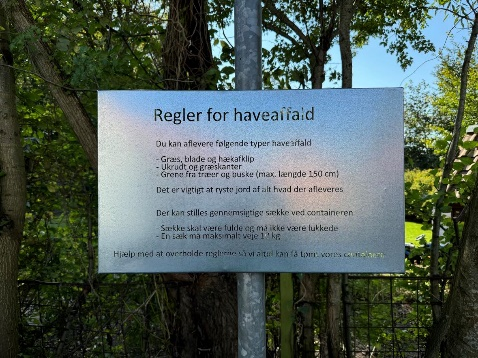 Regler for haveaffald
Du kan aflevere følgende typer haveaffald
- Græs, blade og hækafklip
- Ukrudt og græskanter
- Grene fra træer og buske (max. længde 150 cm)
Det er vigtigt at ryste jord af alt hvad der afleveres
Der kan stilles gennemsigtige sække ved containeren
- Sække skal være fulde og må ikke være lukkede
- En sæk må maksimalt veje 12 kg
Hjælp med at overholde reglerne så vi altid kan få tømt vores containere.